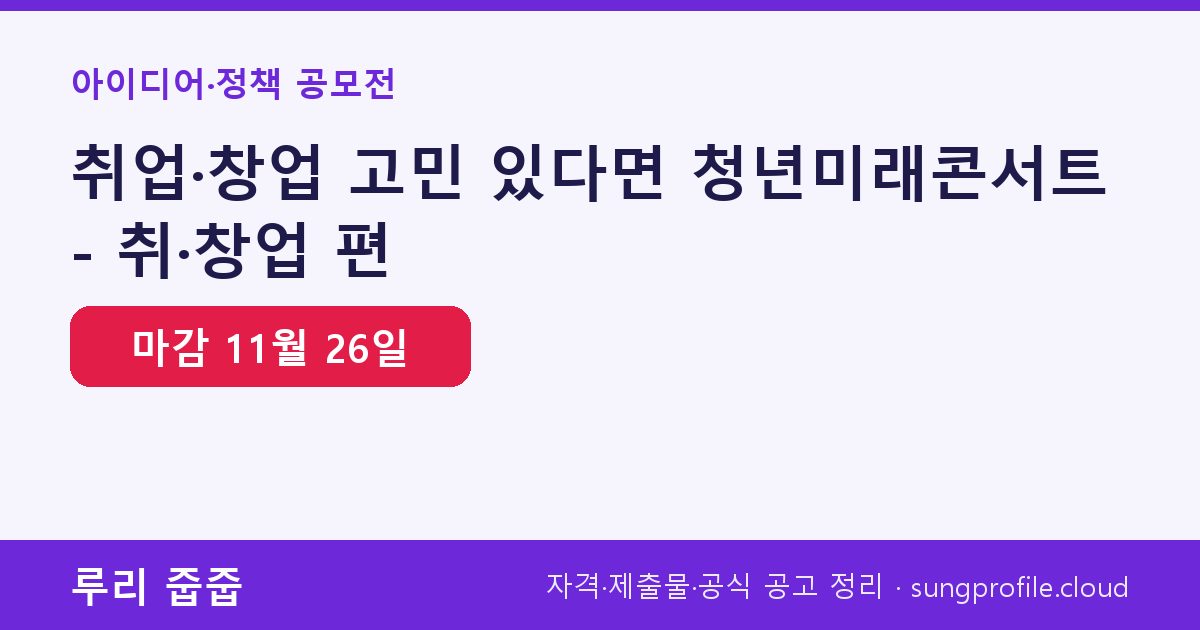 아이디어·정책 공모전
취업·창업 고민 있다면 청년미래콘서트
- 취·창업 편
마감 11월 26일
루리 줍줍
자격·제출물·공식 공고 정리 · sungprofile.cloud